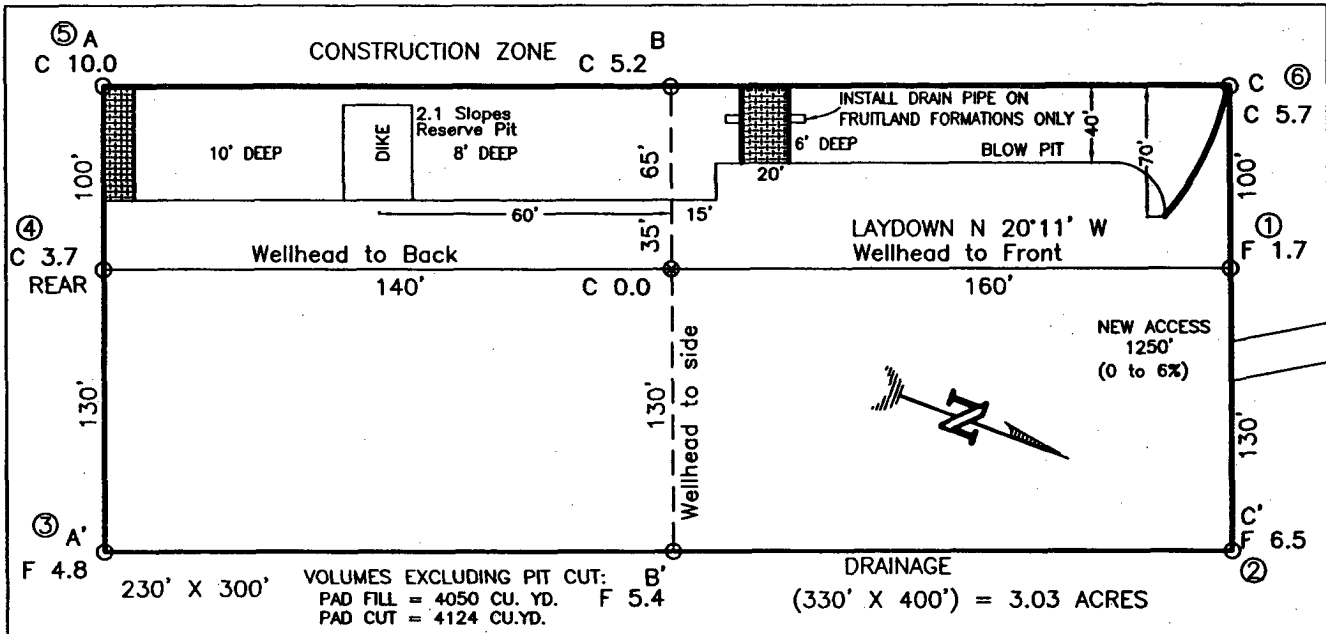 ⑤ A
CONSTRUCTION ZONE
B
C ⑥
C 10.0
C 5.2
C 5.7
INSTALL DRAIN PIPE ON
FRUITLAND FORMATIONS ONLY
2.1 Slopes
Reserve Pit
10' DEEP
DIKE
8' DEEP
6' DEEP
BLOW PIT
40'
70'
100'
65'
20'
100'
60'
15'
④
C 3.7
REAR
Wellhead to Back
35'
LAYDOWN N 20°11' W
Wellhead to Front
①
F 1.7
140'
C 0.0
160'
NEW ACCESS
1250'
(0 to 6%)
130'
130'
Wellhead to side
N
130'
③ A'
C'
F 4.8
F 6.5
②
230' X 300'
VOLUMES EXCLUDING PIT CUT:
PAD FILL = 4050 CU. YD.
PAD CUT = 4124 CU.YD.
B'
F 5.4
DRAINAGE
(330' X 400') = 3.03 ACRES